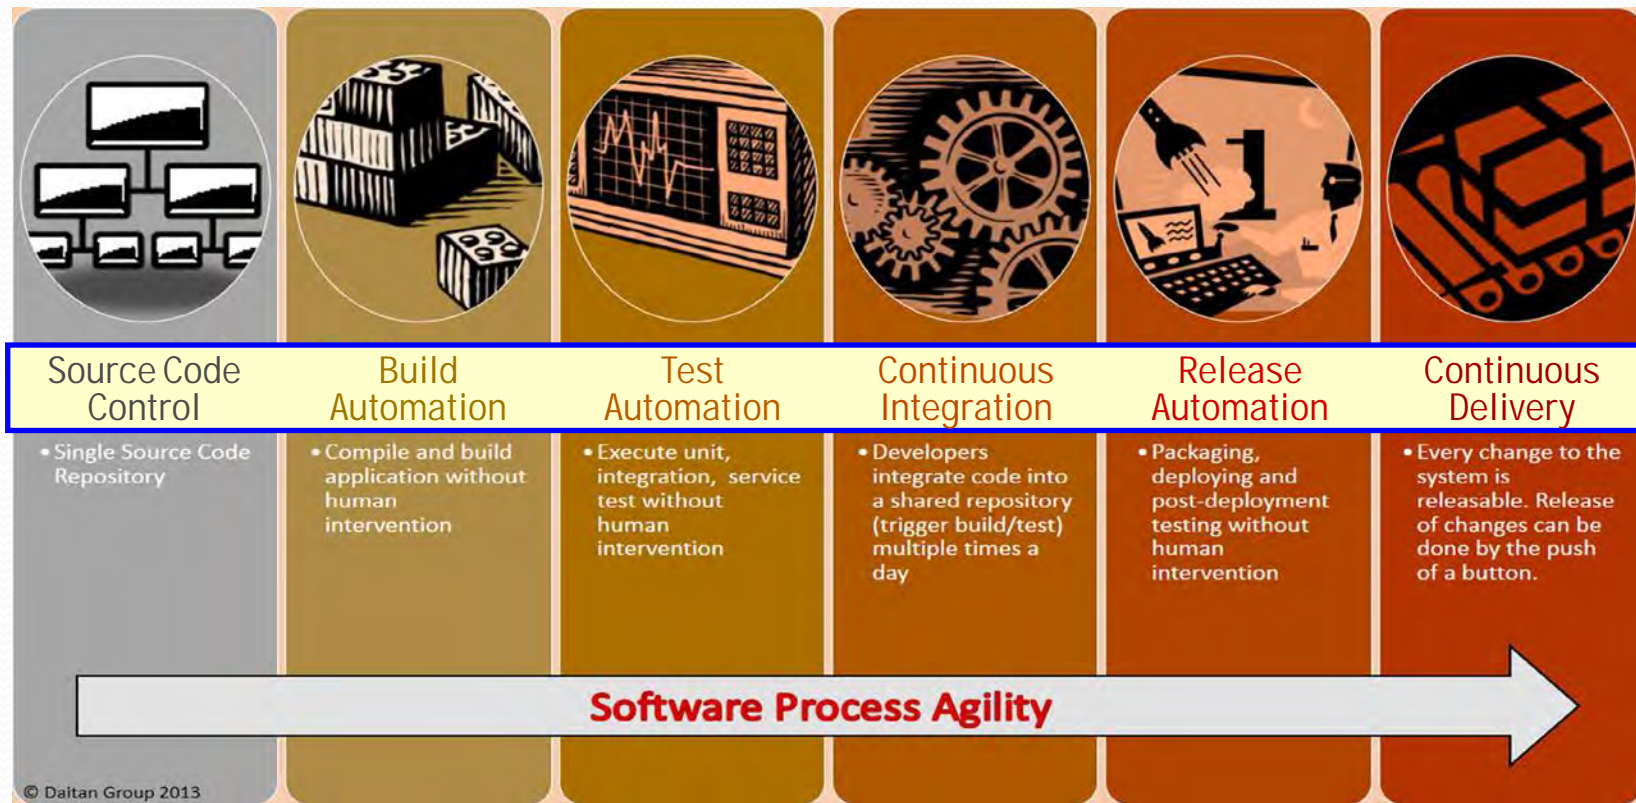 Source Code
Control
Build
Automation
Test
Automation
Continuous
Integration
Release
Automation
Continuous
Delivery
• Single Source Code
Repository
• Compile and build
application without
human
intervention
• Execute unit,
integration, service
test without
human
intervention
• Developers
integrate code into
a shared repository
(trigger build/test)
multiple times a
day
• Packaging,
deploying and
post-deployment
testing without
human
intervention
• Every change to the
system is
releasable. Release
of changes can be
done by the push
of a button.
1
Software Process Agility
© Daitan Group 2013